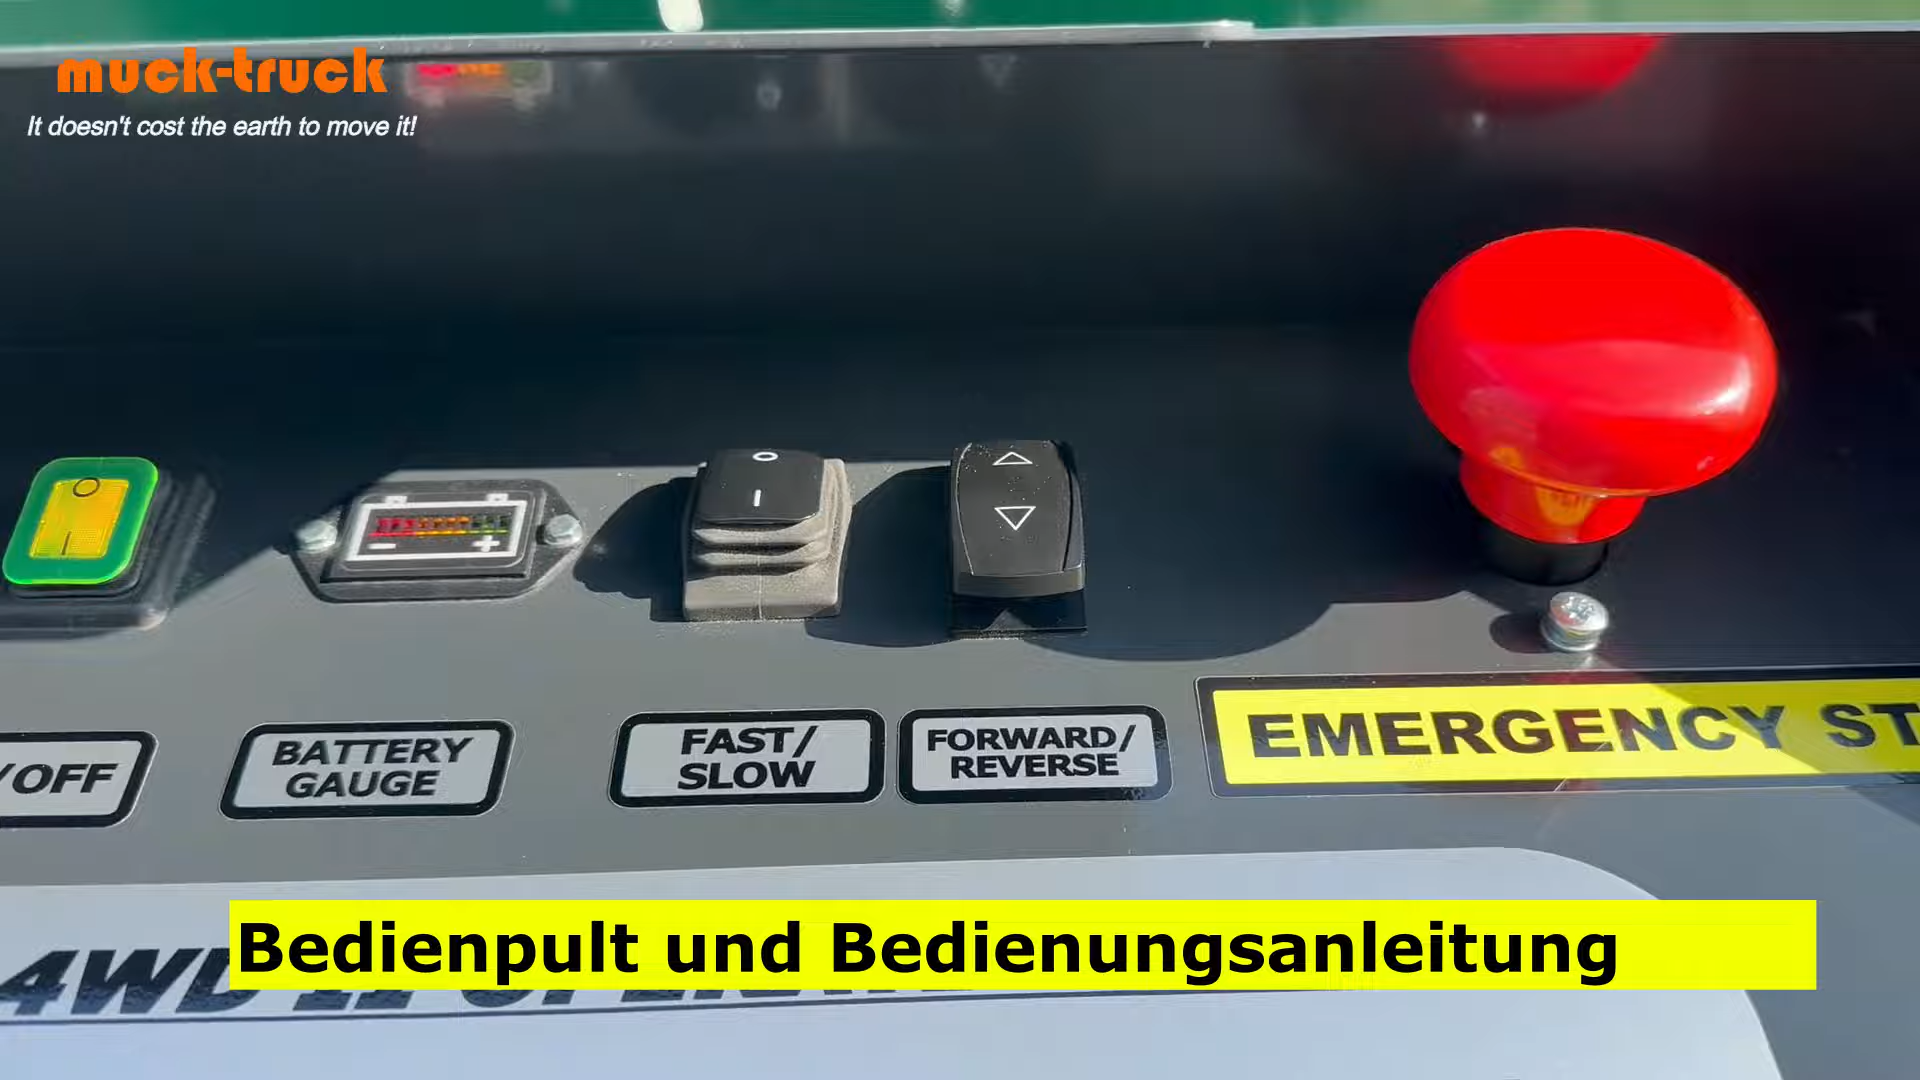 muck-truck
It doesn't cost the earth to move it!
/OFF
BATTERY
GAUGE
FAST/
SLOW
FORWARD/
REVERSE
EMERGENCY ST
4WD
Bedienpult und Bedienungsanleitung